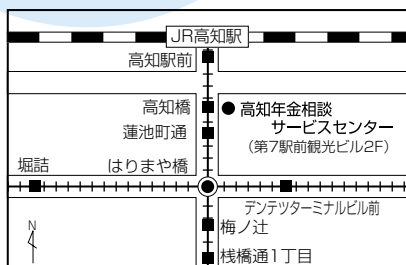 JR高知駅
高知駅前
高知橋
● 高知年金相談
サービスセンター
蓮池町通
(第7駅前観光ビル2F)
堀詰
はりまや橋
デンテツターミナルビル前
N
梅ノ辻
桟橋通1丁目